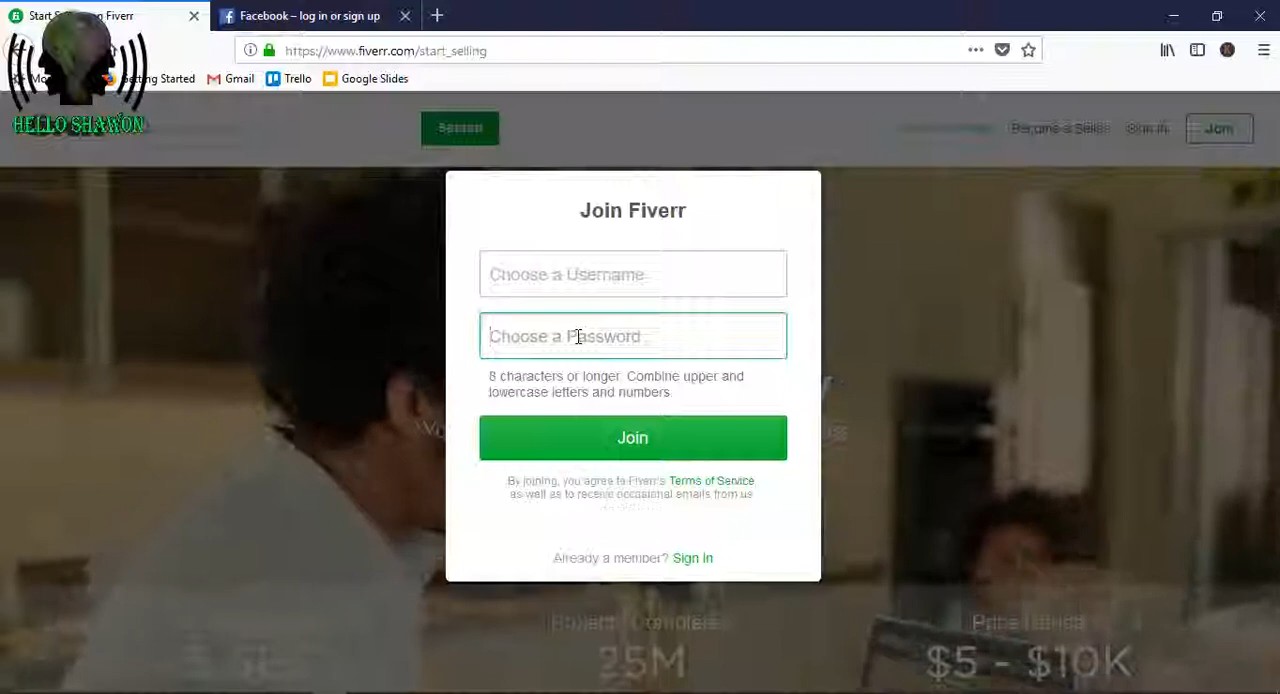 Fiverr
Facebook – log in or sign up
https://www.fiverr.com/start_selling
Getting Started
Gmail
Trello
Google Slides
HELLO SHAWON
Become a Seller
Sign In
Join
Join Fiverr
Choose a Username
Choose a Password
8 characters or longer. Combine upper and
lowercase letters and numbers.
Join
By joining, you agree to Fiverr's Terms of Service
as well as to receive occasional emails from us
Already a member? Sign In
25M
$5 - $10K